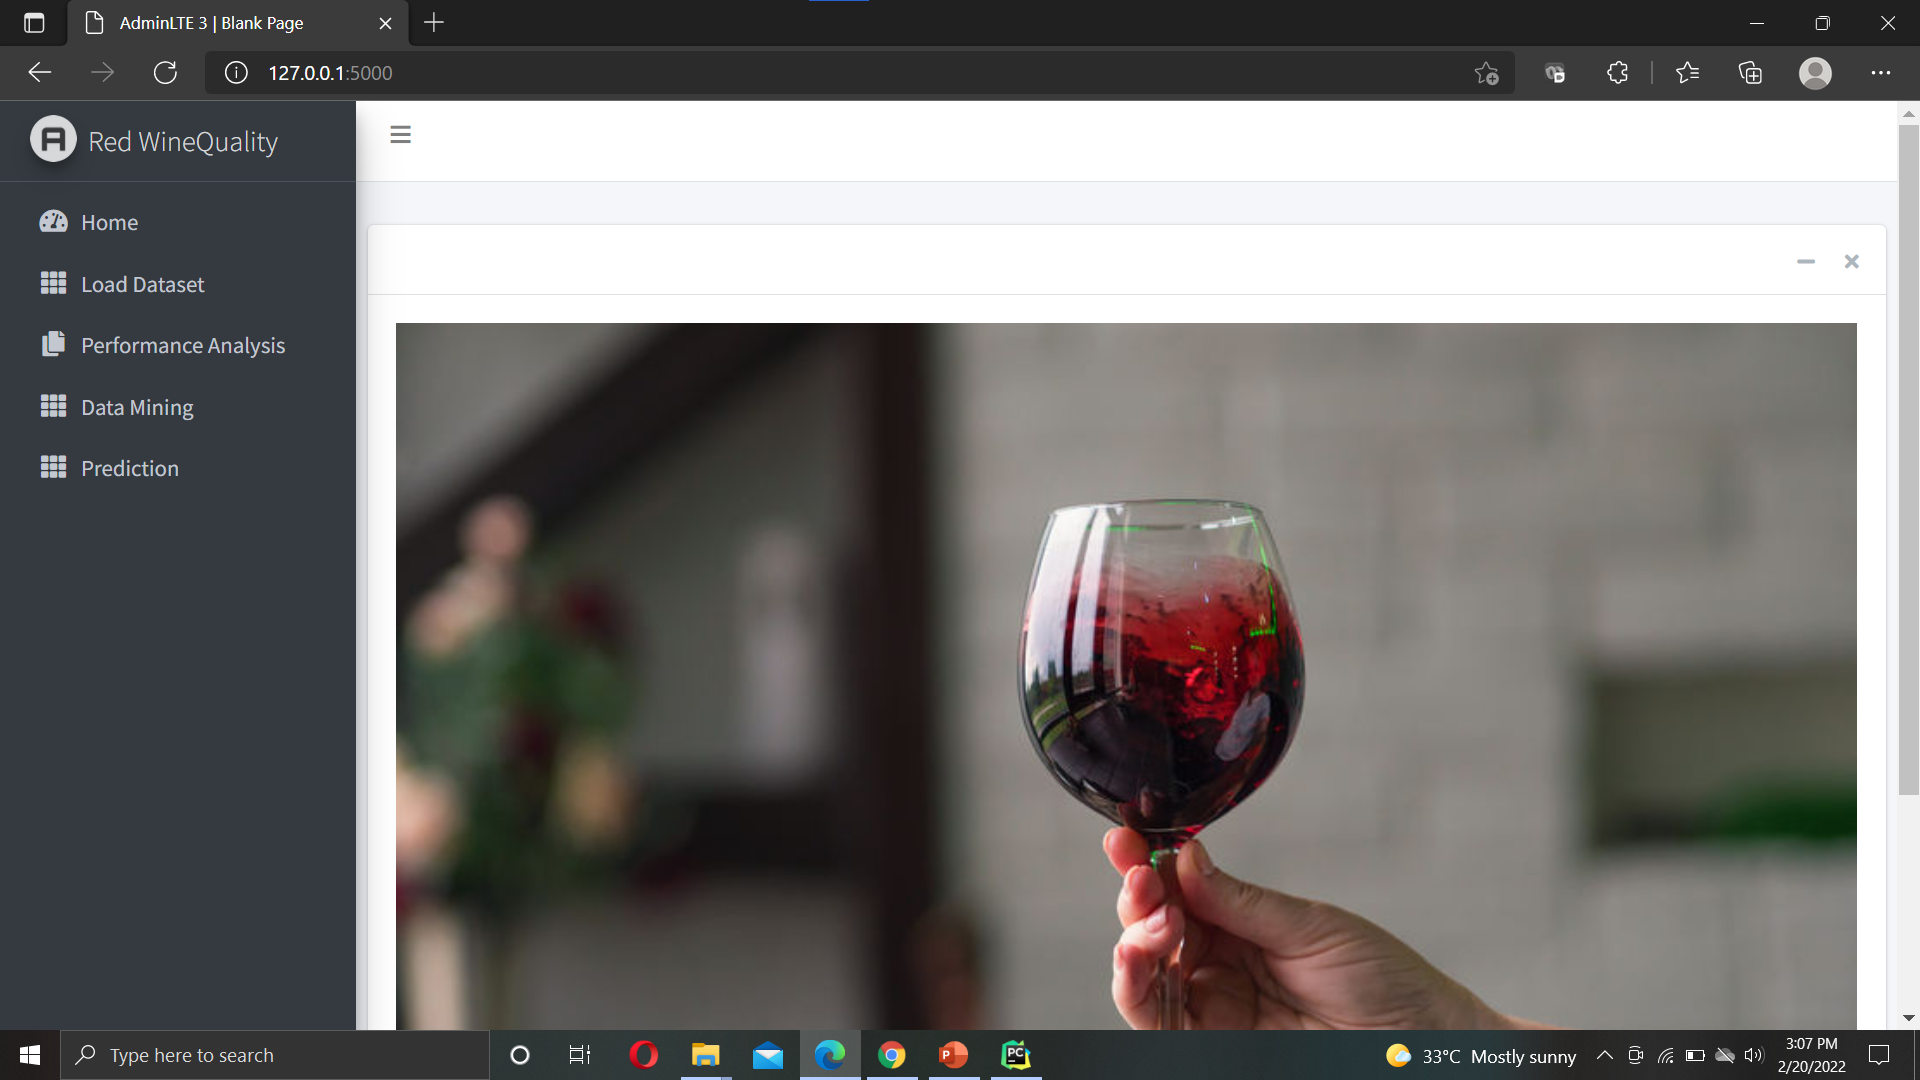 AdminLTE 3 | Blank Page
127.0.0.1:5000
Red WineQuality
Home
Load Dataset
Performance Analysis
Data Mining
Prediction
Type here to search
33°C Mostly sunny
3:07 PM
2/20/2022